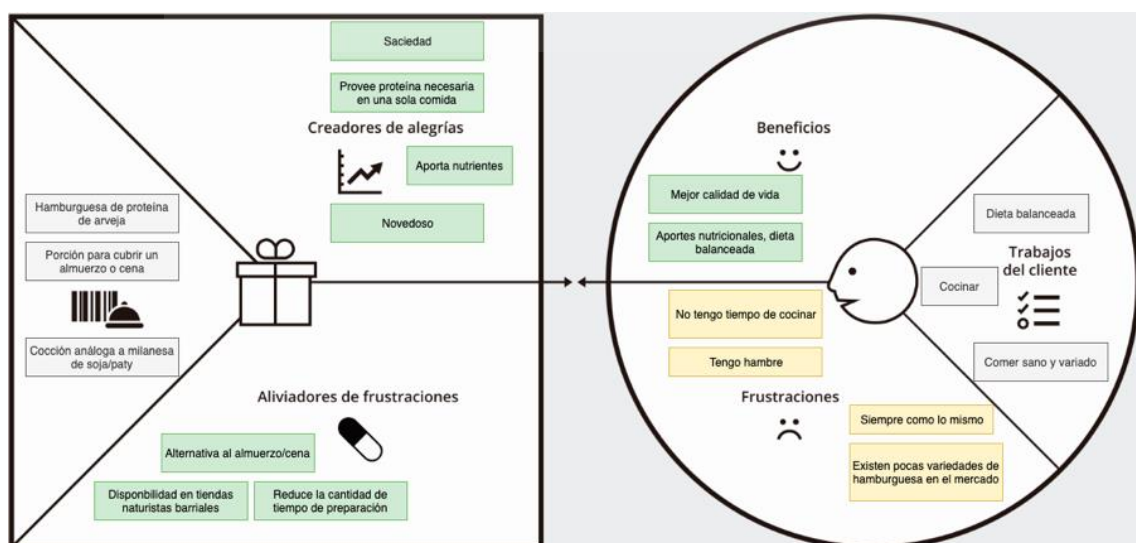 Saciedad
Provee proteína necesaria
en una sola comida
Creadores de alegrías
Aporta nutrientes
Novedoso
Hamburguesa de proteína
de arveja
Porción para cubrir un
almuerzo o cena
Cocción análoga a milanesa
de soja/paty
Aliviadores de frustraciones
Alternativa al almuerzo/cena
Disponbilidad en tiendas
naturistas barriales
Reduce la cantidad de
tiempo de preparación
Beneficios
Mejor calidad de vida
Aportes nutricionales, dieta
balanceada
Dieta balanceada
Trabajos
del cliente
Cocinar
Comer sano y variado
No tengo tiempo de cocinar
Tengo hambre
Frustraciones
Siempre como lo mismo
Existen pocas variedades de
hamburguesa en el mercado